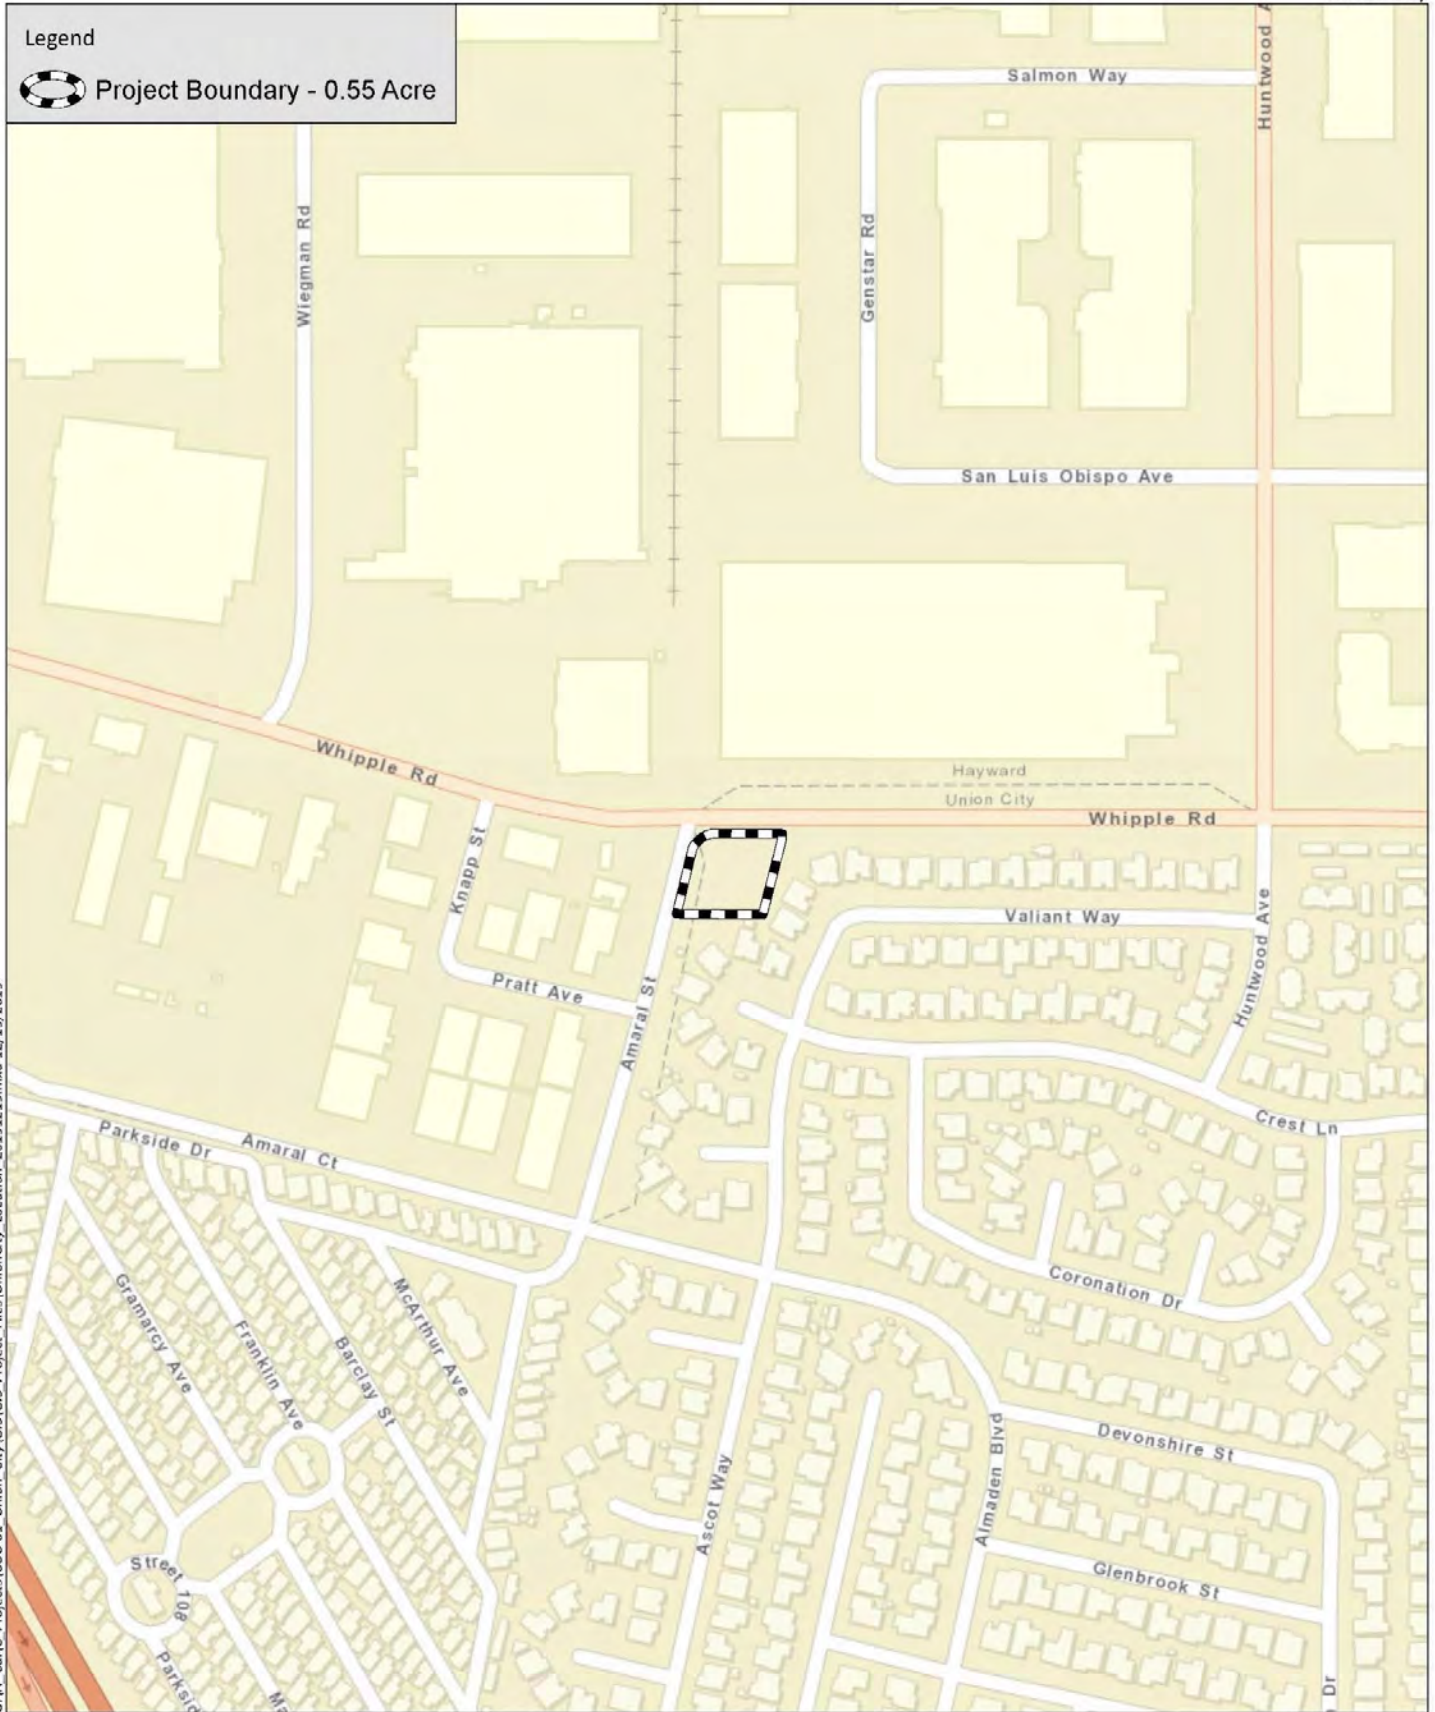 Legend
Project Boundary - 0.55 Acre
Salmon Way
Huntwood A
Wiegman Rd
Genstar Rd
San Luis Obispo Ave
Whipple Rd
Hayward
Union City
Whipple Rd
Knapp St
Valiant Way
Huntwood Ave
Pratt Ave
Amaral St
Crest Ln
Parkside Dr
Amaral Ct
Coronation Dr
Gramarcy Ave
Franklin Ave
Barclay St
McArthur Ave
Devonshire St
Almaden Blvd
Ascot Way
Glenbrook St
Street 108
Parksid
Ma
Dr